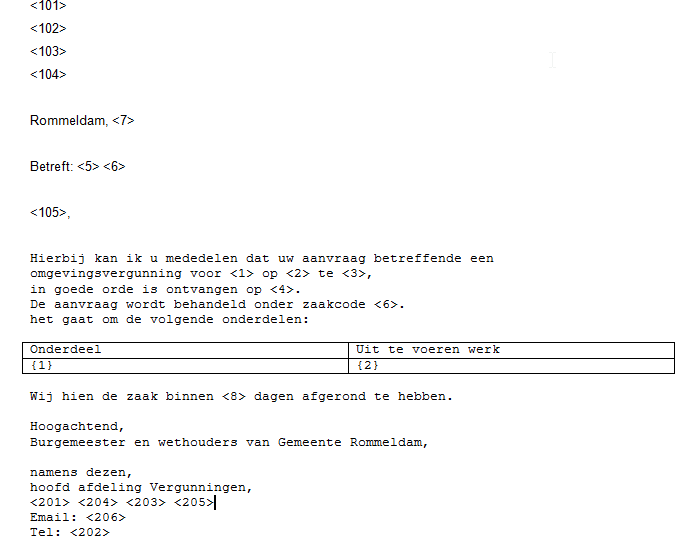 <101>
<102>
<103>
<104>
Rommeldam, <7>
Betreft: <5> <6>
<105>,
Hierbij kan ik u mededelen dat uw aanvraag betreffende een
omgevingsvergunning voor <1> op <2> te <3>,
in goede orde is ontvangen op <4>.
De aanvraag wordt behandeld onder zaakcode <6>.
het gaat om de volgende onderdelen:
Onderdeel Uit te voeren werk
{1} {2}
Wij hien de zaak binnen <8> dagen afgerond te hebben.
Hoogachtend,
Burgemeester en wethouders van Gemeente Rommeldam,
namens dezen,
hoofd afdeling Vergunningen,
<201> <204> <203> <205>
Email: <206>
Tel: <202>